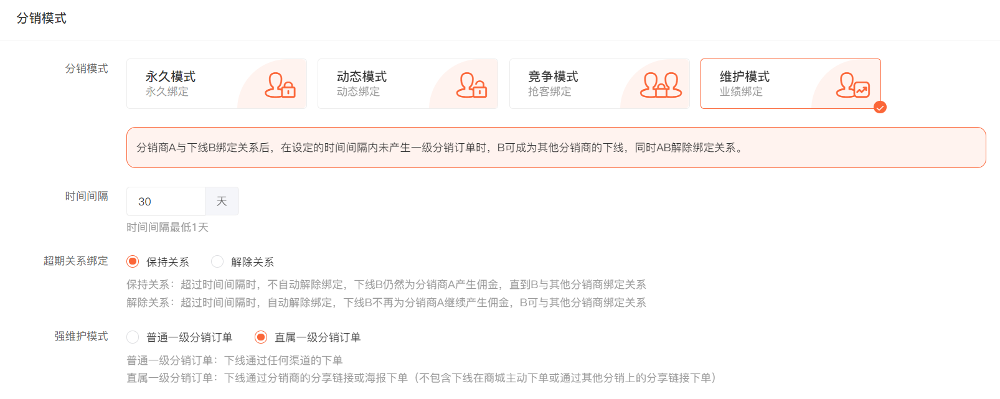 分销模式
分销模式
永久模式
永久绑定
动态模式
动态绑定
竞争模式
抢客绑定
维护模式
业绩绑定
分销商A与下线B绑定关系后，在设定的时间间隔内未产生一级分销订单时，B可成为其他分销商的下线，同时AB解除绑定关系。
时间间隔
30 天
时间间隔最低1天
超期关系绑定
保持关系 解除关系
保持关系：超过时间间隔时，不自动解除绑定，下线B仍然为分销商A产生佣金，直到B与其他分销商绑定关系
解除关系：超过时间间隔时，自动解除绑定，下线B不再为分销商A继续产生佣金，B可与其他分销商绑定关系
强维护模式
普通一级分销订单 直属一级分销订单
普通一级分销订单：下线通过任何渠道的下单
直属一级分销订单：下线通过分销商的分享链接或海报下单（不包含下线在商城主动下单或通过其他分销上的分享链接下单）